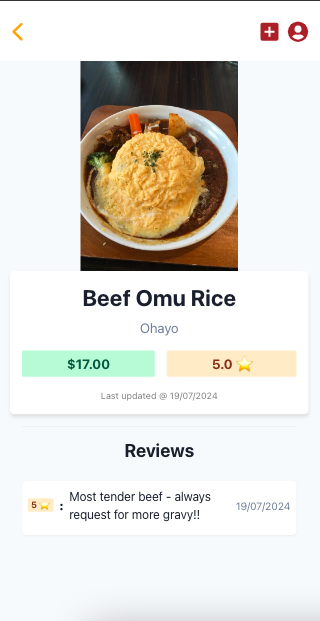 Beef Omu Rice
Ohayo
$17.00
5.0 ⭐
Last updated @ 19/07/2024
Reviews
5 ⭐ : Most tender beef - always 19/07/2024
request for more gravy!!